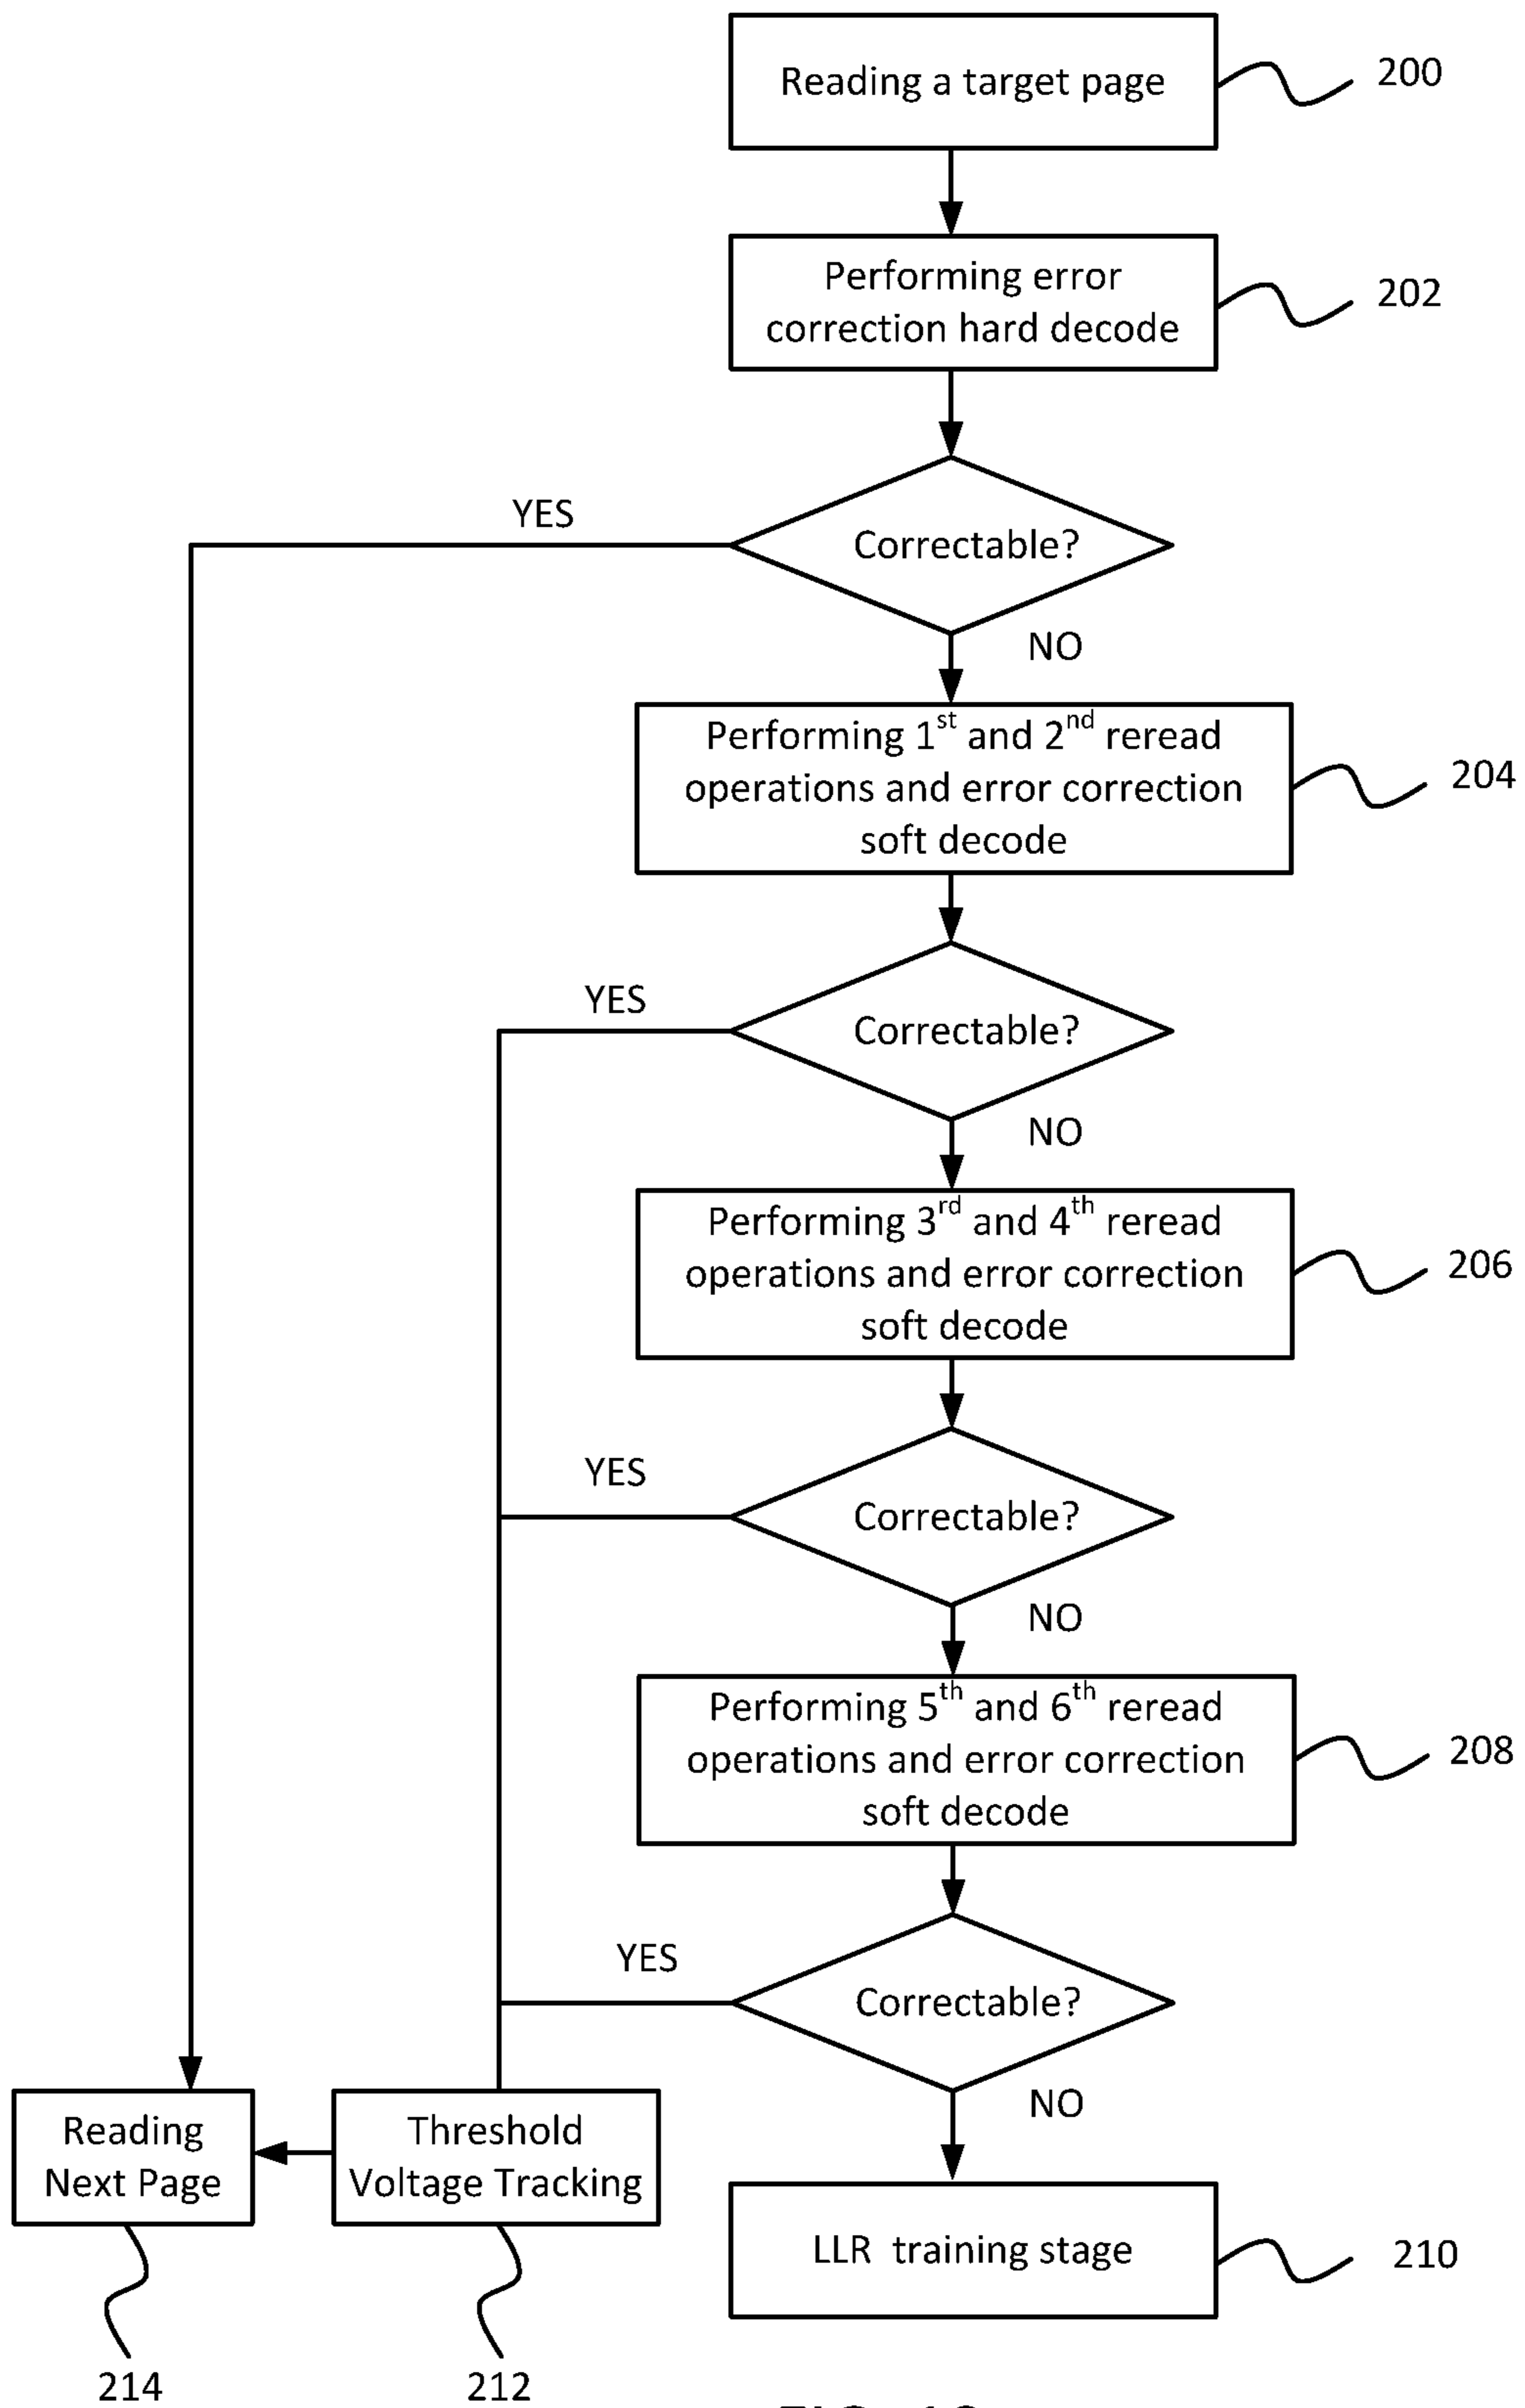 Reading a target page
200
Performing error
correction hard decode
202
YES
Correctable?
NO
Performing 1st and 2nd reread
operations and error correction
soft decode
204
YES
Correctable?
NO
Performing 3rd and 4th reread
operations and error correction
soft decode
206
YES
Correctable?
NO
Performing 5th and 6th reread
operations and error correction
soft decode
208
YES
Correctable?
NO
Reading
Next Page
Threshold
Voltage Tracking
LLR training stage
210
214
212